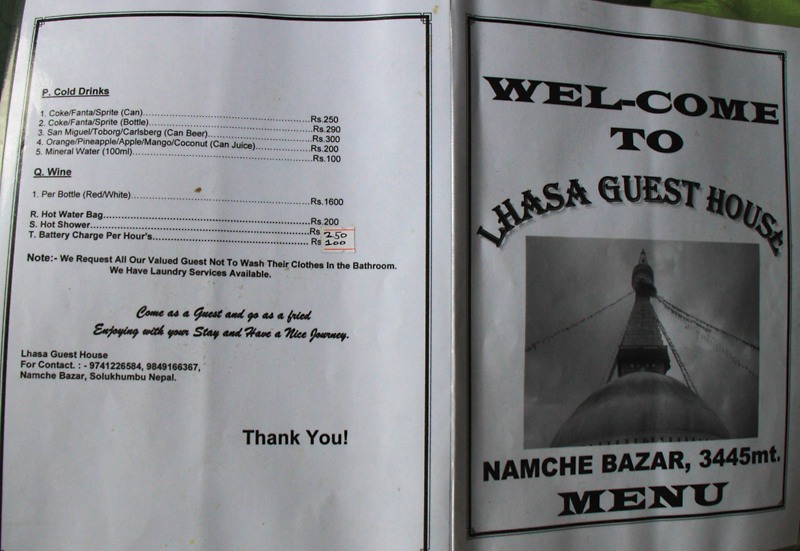 P. Cold Drinks
1. Coke/Fanta/Sprite (Can)......Rs.250
2. Coke/Fanta/Sprite (Bottle)......Rs.290
3. San Miguel/Toborg/Carlsberg (Can Beer)......Rs.300
4. Orange/Pineapple/Apple/Mango/Coconut (Can Juice)......Rs.200
5. Mineral Water (100ml)......Rs.100
Q. Wine
1. Per Bottle (Red/White)......Rs.1600
R. Hot Water Bag......Rs.200
S. Hot Shower......Rs 250
T. Battery Charge Per Hour's......Rs 100
Note:- We Request All Our Valued Guest Not To Wash Their Clothes In the Bathroom.
We Have Laundry Services Available.
Come as a Guest and go as a fried
Enjoying with your Stay and Have a Nice Journey.
Lhasa Guest House
For Contact. : - 9741226584, 9849166367,
Namche Bazar, Solukhumbu Nepal.
Thank You!
WEL-COME
TO
LHASA GUEST HOUSE
NAMCHE BAZAR, 3445mt.
MENU